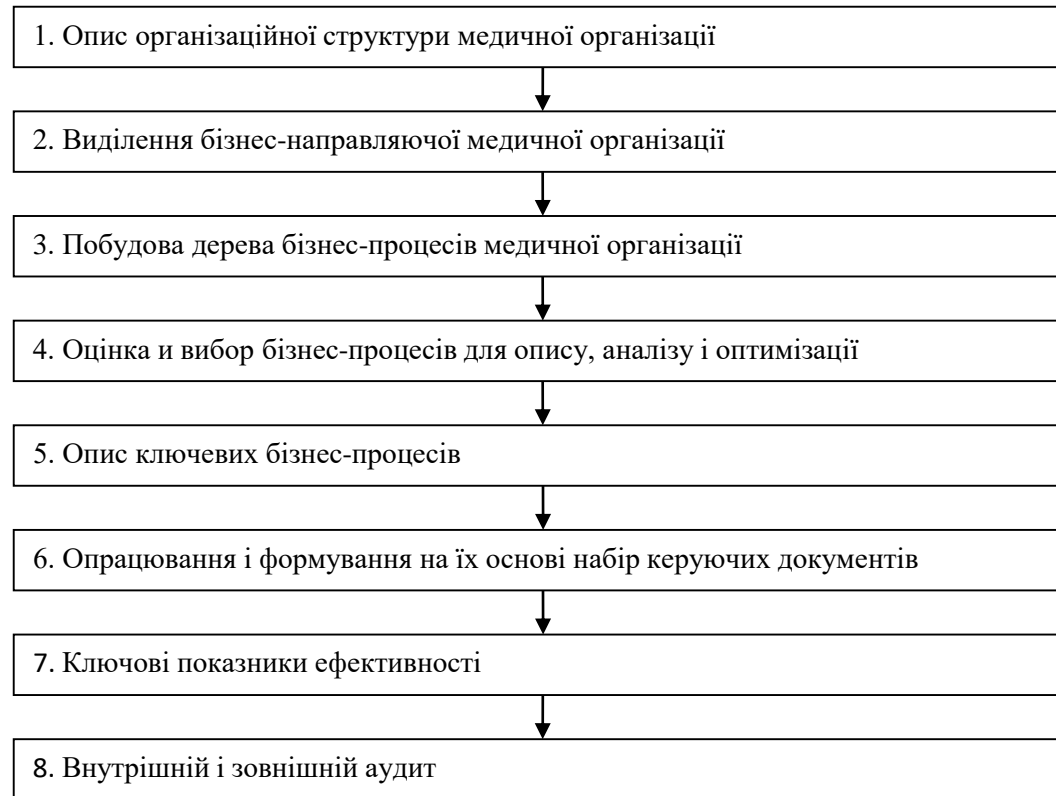 1. Опис організаційної структури медичної організації
2. Виділення бізнес-направляючої медичної організації
3. Побудова дерева бізнес-процесів медичної організації
4. Оцінка и вибор бізнес-процесів для опису, аналізу і оптимізації
5. Опис ключевих бізнес-процесів
6. Опрацювання і формування на їх основі набір керуючих документів
7. Ключові показники ефективності
8. Внутрішній і зовнішній аудит